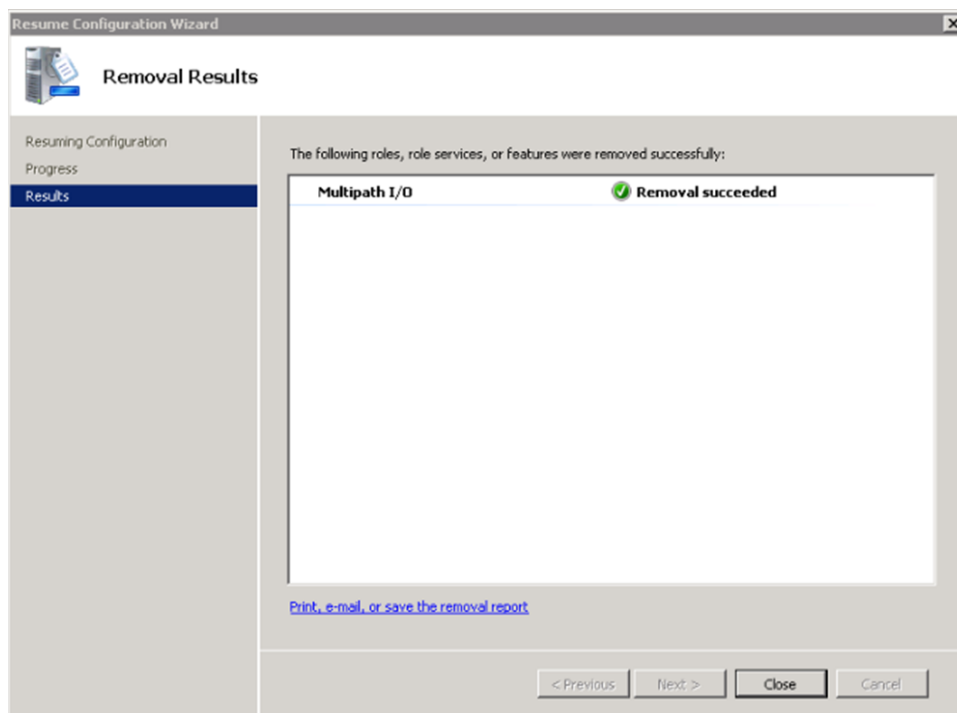 Resume Configuration Wizard
Removal Results
Resuming Configuration
Progress
Results
The following roles, role services, or features were removed successfully:
Multipath I/O Removal succeeded
Print, e-mail, or save the removal report
< Previous Next > Close Cancel